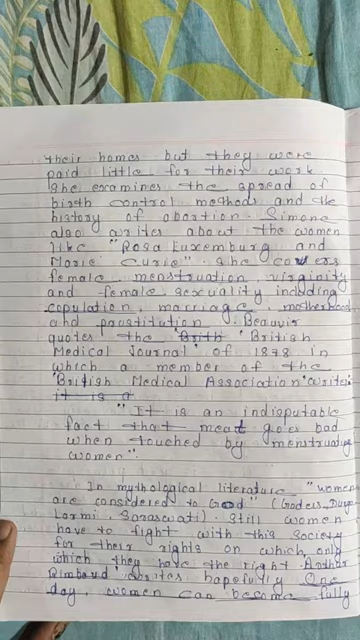 their homes but they were
paid little for their work
She examines the spread of
birth control methods and the
history of abortion. Simone
also writes about the women
like "Rosa Luxemburg and
Marie Curie". She covers
female menstruation, virginity
and female sexuality including
copulation, marriage, motherhood
and prostitution. Beauvir
quotes the British
Medical Journal' of 1878 in
which a member of the
'British Medical Association' writes
it is a
"It is an indisputable
fact that meat goes bad
when touched by menstruating
women".
In mythological literature "women
are considered to God" (Godess, Durga
Laxmi, Saraswati). Still women
have to fight with this society
for their rights on which, only
which they have the right. Arthur
Rimbaud writes hopefully One
day, women can become fully